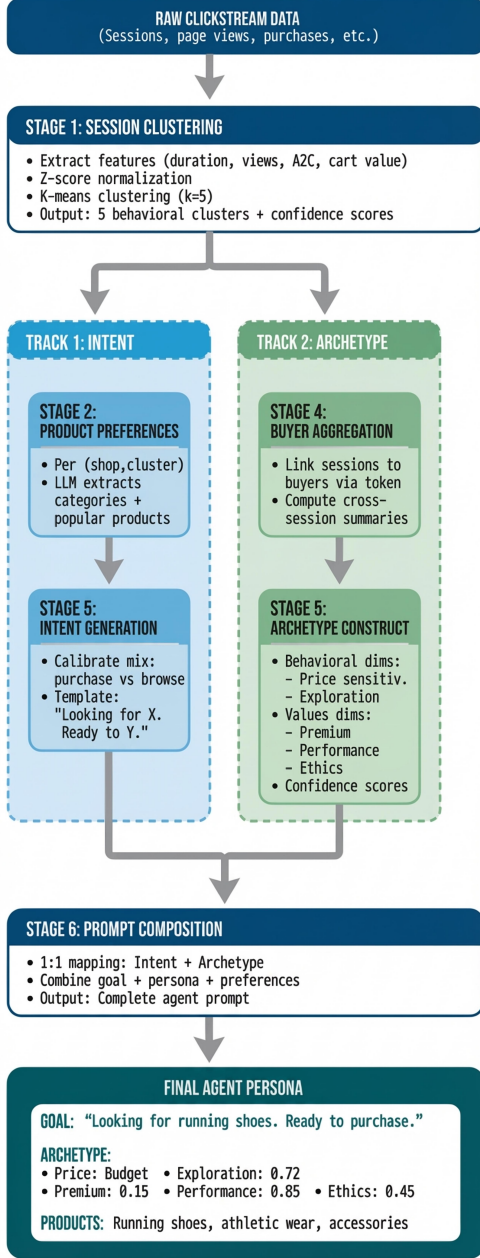 RAW CLICKSTREAM DATA
(Sessions, page views, purchases, etc.)
STAGE 1: SESSION CLUSTERING
• Extract features (duration, views, A2C, cart value)
• Z-score normalization
• K-means clustering (k=5)
• Output: 5 behavioral clusters + confidence scores
TRACK 1: INTENT
STAGE 2:
PRODUCT PREFERENCES
• Per (shop,cluster)
• LLM extracts
categories +
popular products
STAGE 5:
INTENT GENERATION
• Calibrate mix:
purchase vs browse
• Template:
"Looking for X.
Ready to Y."
TRACK 2: ARCHETYPE
STAGE 4:
BUYER AGGREGATION
• Link sessions to
buyers via token
• Compute cross-
session summaries
STAGE 5:
ARCHETYPE CONSTRUCT
• Behavioral dims:
– Price sensitiv.
– Exploration
• Values dims:
– Premium
– Performance
– Ethics
• Confidence scores
STAGE 6: PROMPT COMPOSITION
• 1:1 mapping: Intent + Archetype
• Combine goal + persona + preferences
• Output: Complete agent prompt
FINAL AGENT PERSONA
GOAL: “Looking for running shoes. Ready to purchase.”
ARCHETYPE:
• Price: Budget • Exploration: 0.72
• Premium: 0.15 • Performance: 0.85 • Ethics: 0.45
PRODUCTS: Running shoes, athletic wear, accessories